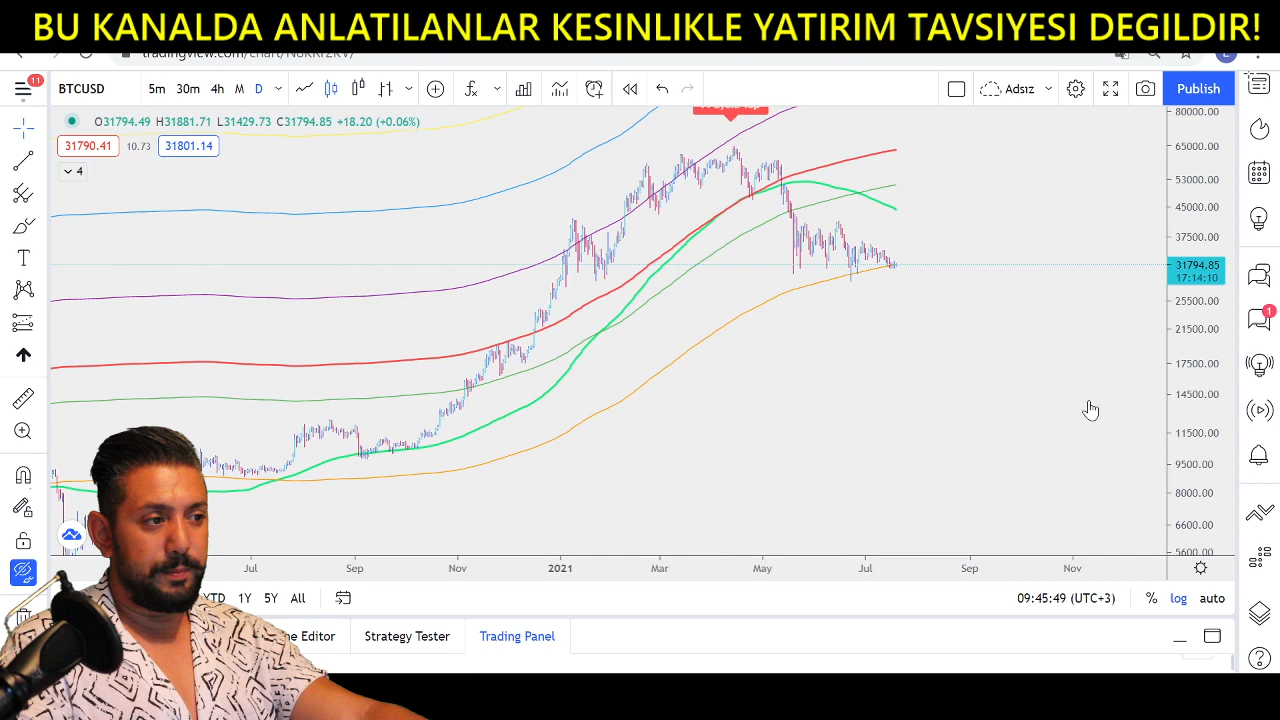 BU KANALDA ANLATILANLAR KESINLIKLE YATIRIM TAVSIYESI DEGILDIR!
11
BTCUSD
5m 30m 4h M D
Adsız
Publish
O31794.49 H31881.71 L31429.73 C31794.85 +18.20 (+0.06%)
31790.41 10.73 31801.14
4
80000.00
65000.00
53000.00
45000.00
37500.00
31794.85
17:14:10
25500.00
21500.00
17500.00
14500.00
11500.00
9500.00
8000.00
6600.00
5600.00
1
Jul Sep Nov 2021 Mar May Jul Sep Nov
YTD 1Y 5Y All
09:45:49 (UTC+3) % log auto
Editor Strategy Tester Trading Panel